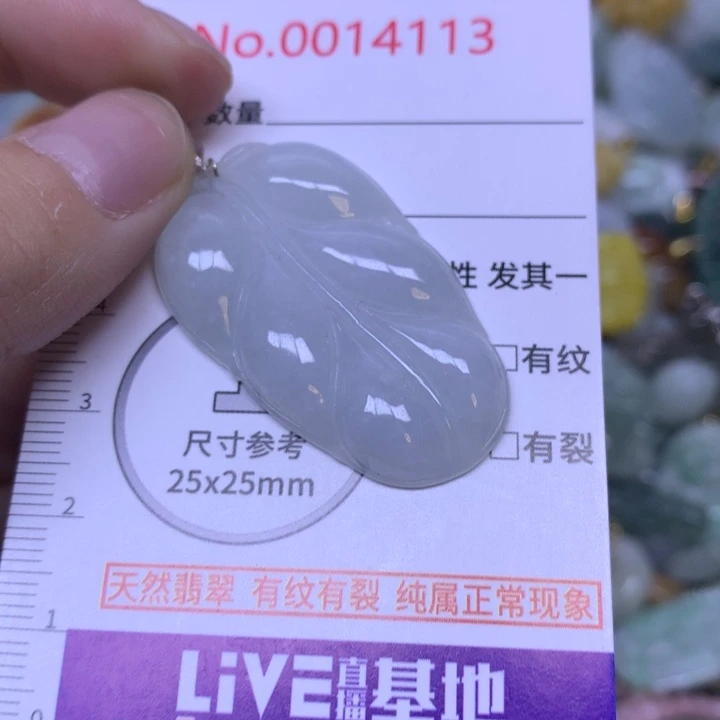 No.0014113
数量
性 发其一
4
□有纹
3
尺寸参考
25x25mm
□有裂
2
天然翡翠 有纹有裂 纯属正常现象
1
LiVE直播基地
0